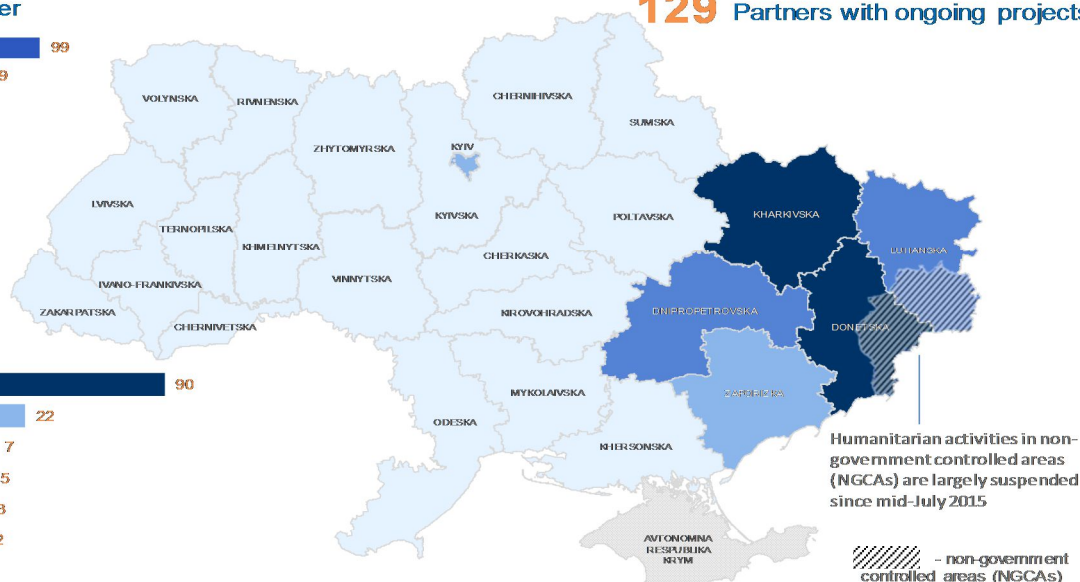 er
129 Partners with ongoing projects
99
9
CHERNIHIVSKA
VOLYNSKA
RIVNENSKA
SUMSKA
ZHYTOMYRSKA
KYIV
LVIVSKA
KYIVSKA
POLTAVSKA
KHARKIVSKA
TERNOPILSKA
KHMELNYTSKA
CHERKASKA
LUHANSKA
VINNYTSKA
IVANO-FRANKIVSKA
ZAKARPATSKA
KIROVOHRADSKA
DNIPROPETROVSKA
CHERNIVETSKA
DONETSKA
90
MYKOLAIVSKA
ZAPORIZKA
22
ODESKA
7
KHERSONSKA
Humanitarian activities in non-
government controlled areas
(NGCAs) are largely suspended
since mid-July 2015
5
AVTONOMNA
RESPUBLIKA
KRYM
- non-government
controlled areas (NGCAs)